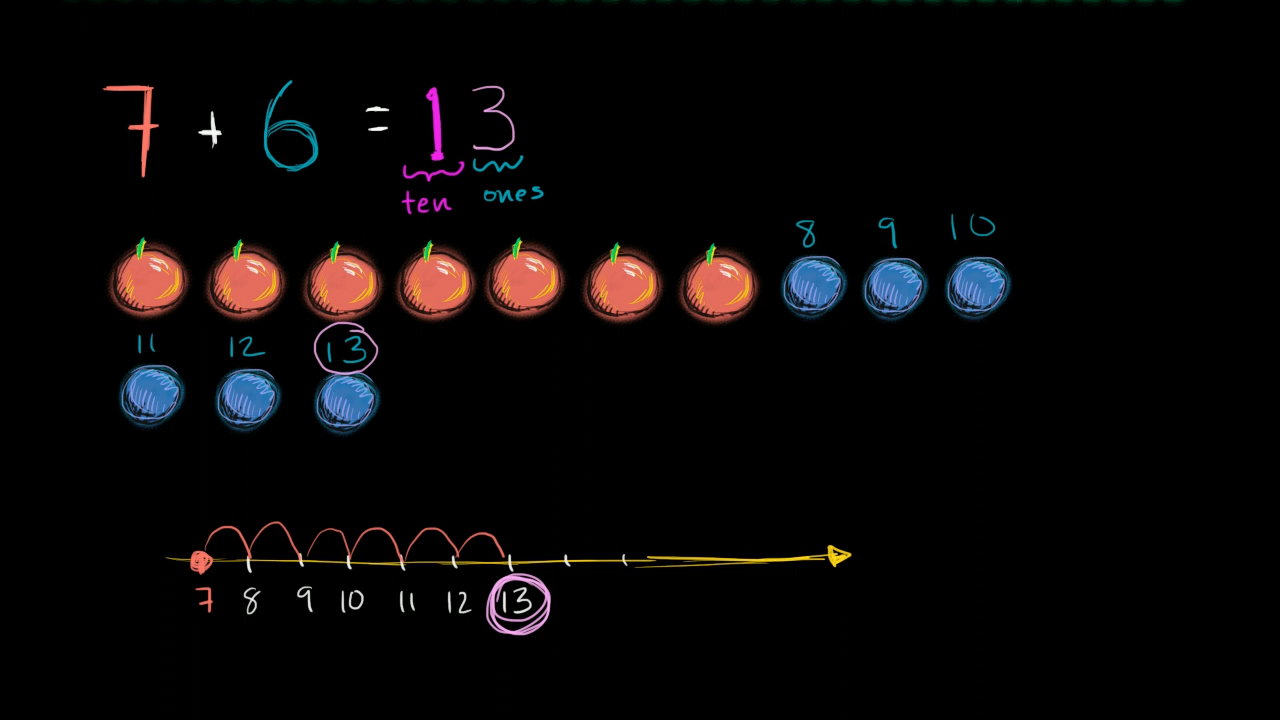 7 + 6 = 13
ten ones
8 9 10
11 12 13
7 8 9 10 11 12 13